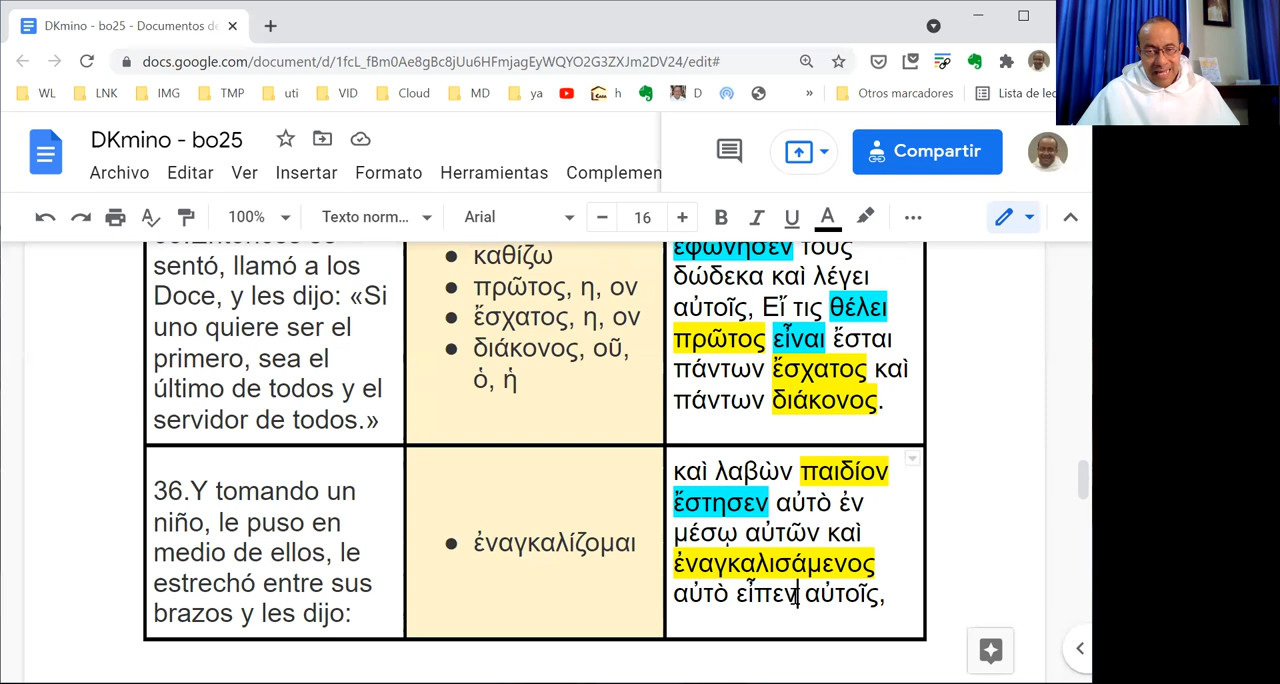 DKmino - bo25 - Documentos de
docs.google.com/document/d/1fcL_fBm0Ae8gBc8jUu6HFmjagEyWQYO2G3ZXJm2DV24/edit#
WL LNK IMG TMP uti VID Cloud MD ya h D » Otros marcadores Lista de lec
DKmino - bo25
Archivo Editar Ver Insertar Formato Herramientas Complemen
Compartir
100% Texto norm... Arial 16 B I U A
sentó, llamó a los
Doce, y les dijo: «Si
uno quiere ser el
primero, sea el
último de todos y el
servidor de todos.»
καθίζω
πρῶτος, η, ον
ἔσχατος, η, ον
διάκονος, οῦ,
ὁ, ἡ
ἐφώνησεν τοὺς
δώδεκα καὶ λέγει
αὐτοῖς, Εἴ τις θέλει
πρῶτος εἶναι ἔσται
πάντων ἔσχατος καὶ
πάντων διάκονος.
36.Y tomando un
niño, le puso en
medio de ellos, le
estrechó entre sus
brazos y les dijo:
ἐναγκαλίζομαι
καὶ λαβὼν παιδίον
ἔστησεν αὐτὸ ἐν
μέσῳ αὐτῶν καὶ
ἐναγκαλισάμενος
αὐτὸ εἶπεν αὐτοῖς,